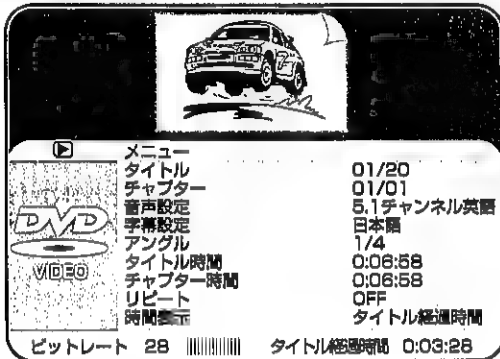 メニュー
タイトル 01/20
チャプター 01/01
音声設定 5.1チャンネル英語
字幕設定 日本語
アングル 1/4
タイトル時間 0:06:58
チャプター時間 0:06:58
リピート OFF
時間表示 タイトル経過時間
DVD
VIDEO
ビットレート 28 タイトル経過時間 0:03:28